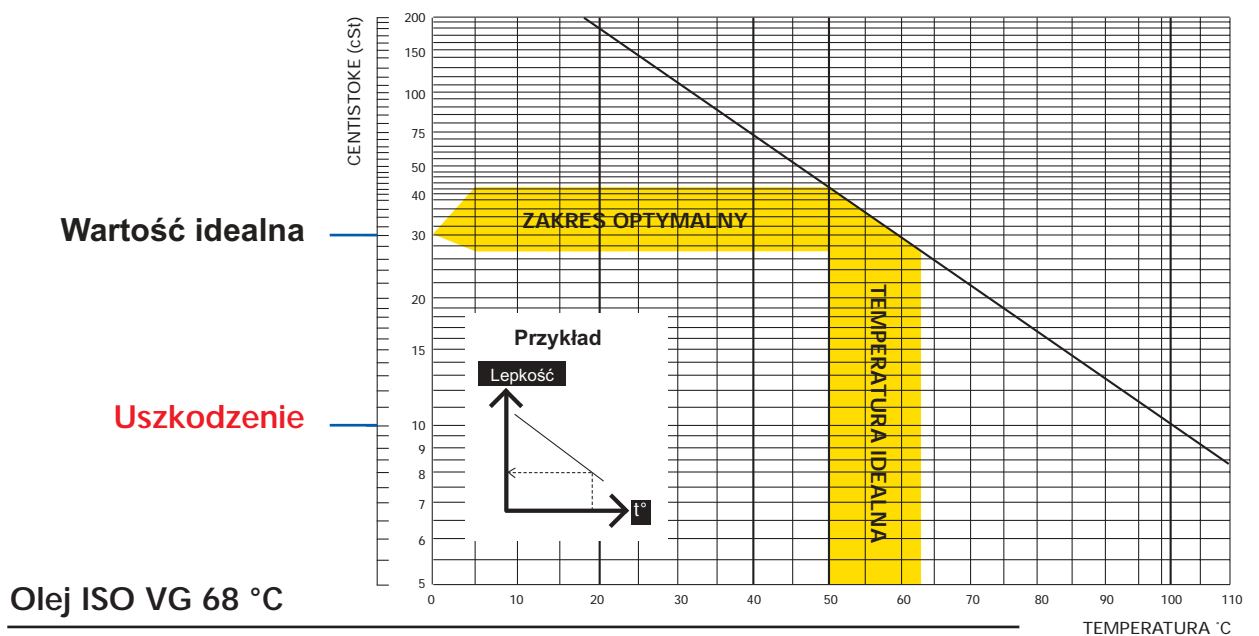 CENTISTOKE (cSt)
200
150
100
75
50
40
30
20
15
10
9
8
7
6
5
Wartość idealna
Uszkodzenie
ZAKRES OPTYMALNY
TEMPERATURA IDEALNA
Przykład
Lepkość
t°
0 10 20 30 40 50 60 70 80 90 100 110
Olej ISO VG 68 °C
TEMPERATURA °C